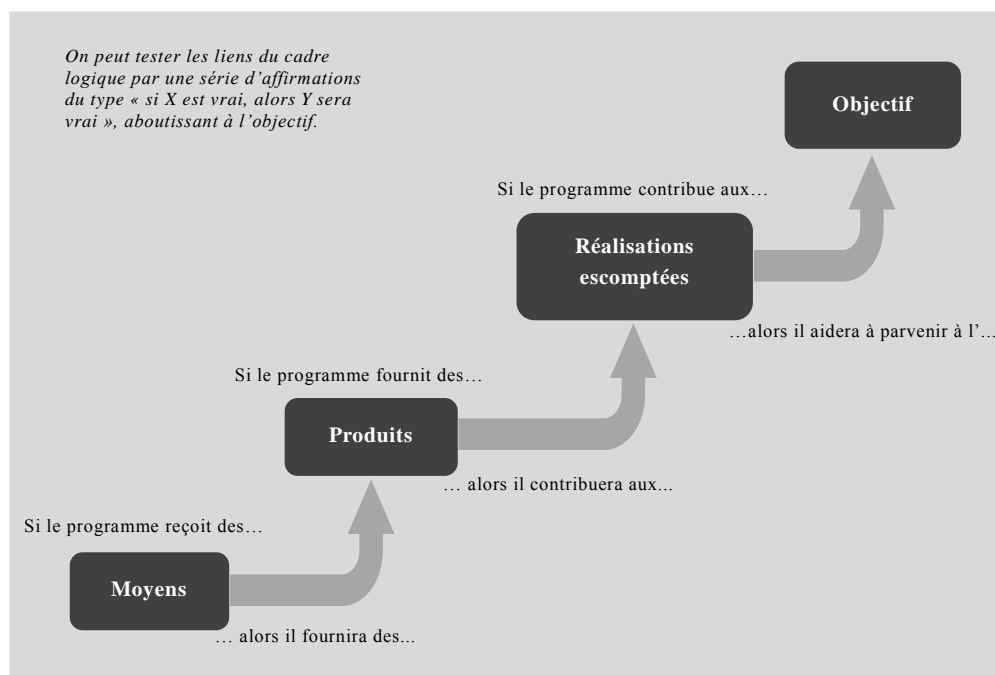 On peut tester les liens du cadre
logique par une série d’affirmations
du type « si X est vrai, alors Y sera
vrai », aboutissant à l’objectif.
Objectif
Si le programme contribue aux…
Réalisations
escomptées
…alors il aidera à parvenir à l’...
Si le programme fournit des…
Produits
… alors il contribuera aux...
Si le programme reçoit des…
Moyens
… alors il fournira des...